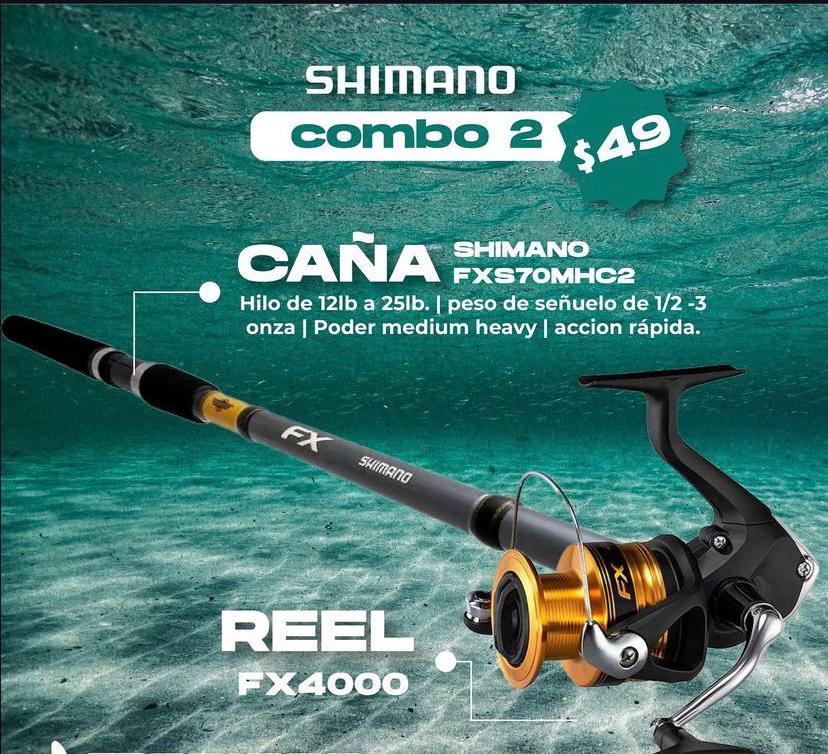 SHIMANO
combo 2
$49
CAÑA
SHIMANO
FXS70MHC2
Hilo de 12lb a 25lb. | peso de señuelo de 1/2 -3
onza | Poder medium heavy | accion rápida.
FX
SHIMANO
FX
REEL
FX4000